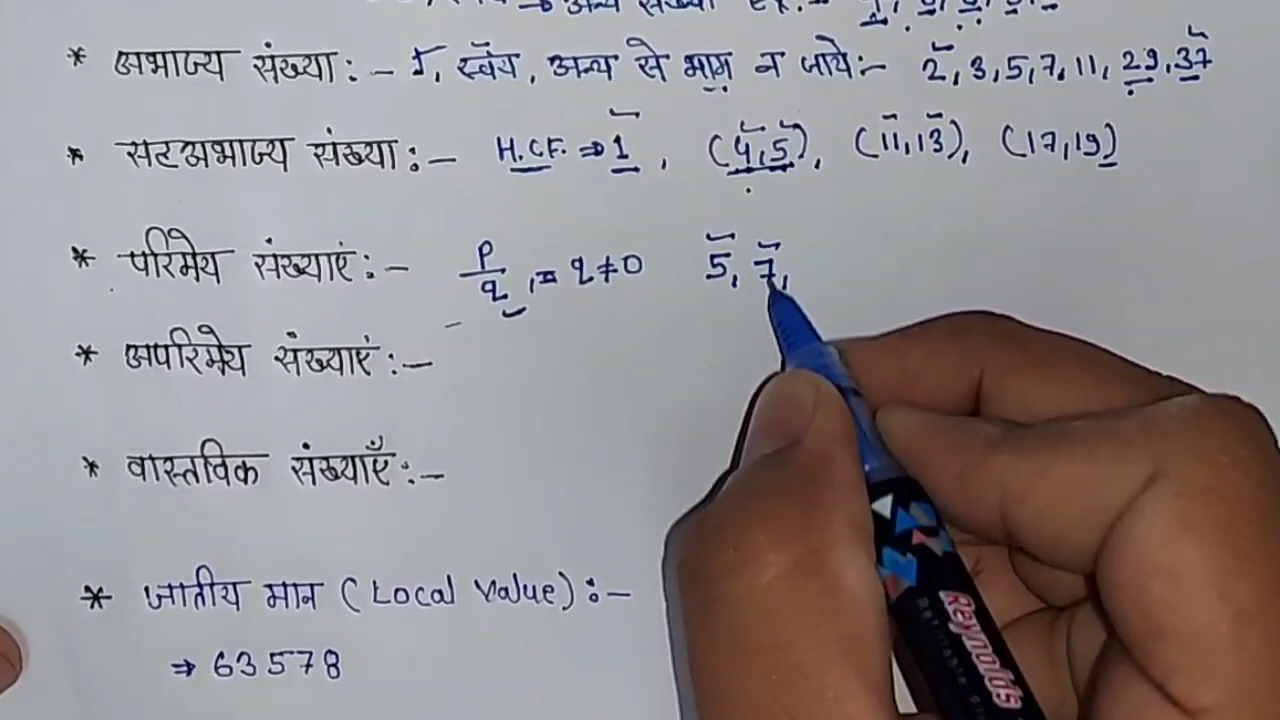 अन्य संख्या
* अभाज्य संख्या :- 1, स्वंय, अन्य से भाग न जाये:- 2, 3, 5, 7, 11, 29, 37
* सहअभाज्य संख्या :- H.C.F. ⇒ 1, (4,5), (11,13), (17,19)
* परिमेय संख्याएं :- p/q, = q≠0 5, 7,
* अपरिमेय संख्याएं :-
* वास्तविक संख्याएँ :-
* जातीय मान (Local Value) :-
⇒ 63578
Reynolds